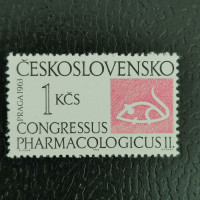 ČESKOSLOVENSKO
PRAGA 1963
1 KČS
CONGRESSUS
PHARMACOLOGICUS II.